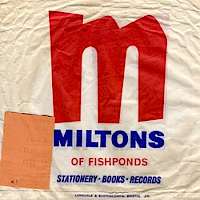 m
MILTONS
OF FISHPONDS
STATIONERY · BOOKS · RECORDS